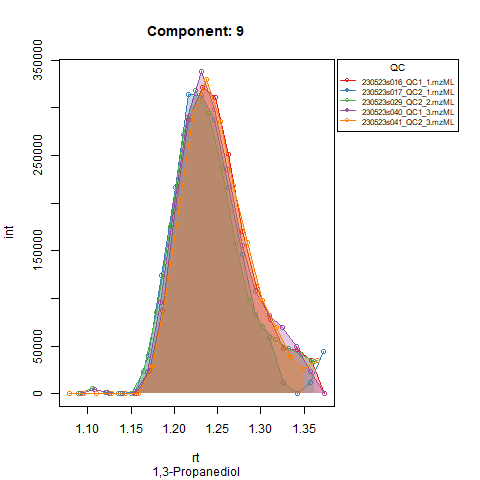 Component: 9
QC
230523s016_QC1_1.mzML
230523s017_QC2_1.mzML
230523s029_QC2_2.mzML
230523s040_QC1_3.mzML
230523s041_QC2_3.mzML
int
0
50000
150000
250000
350000
1.10
1.15
1.20
1.25
1.30
1.35
rt
1,3-Propanediol